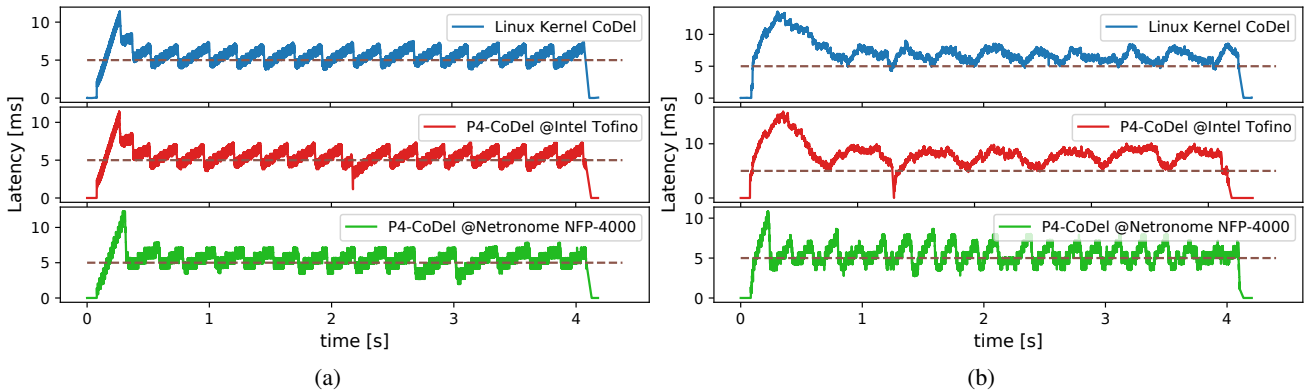 Latency [ms]
10
5
0
Linux Kernel CoDel
10
5
0
P4-CoDel @Intel Tofino
10
5
0
P4-CoDel @Netronome NFP-4000
0 1 2 3 4
time [s]
(a)
10
5
0
Linux Kernel CoDel
10
5
0
P4-CoDel @Intel Tofino
10
5
0
P4-CoDel @Netronome NFP-4000
0 1 2 3 4
time [s]
(b)